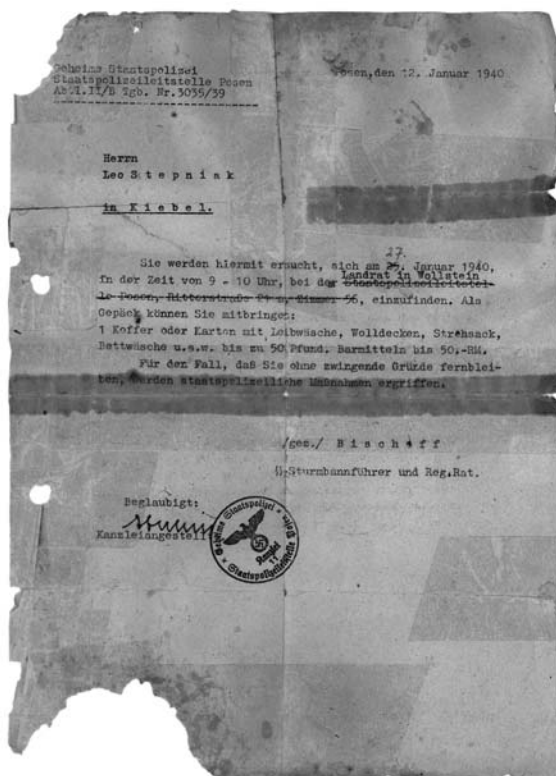 Geheime Staatspolizei
Staatspolizeileitstelle Posen
Abt.II/B Tgb. Nr.3035/39
Posen,den 12. Januar 1940
Herrn
Leo Stepniak
in Kiebel.
27.
Sie werden hiermit ersucht, sich am 25. Januar 1940,
Landrat in Wollstein
In der Zeit von 9 - 10 Uhr, bei der Staatspolizeileitstel-
le Posen, Ritterstraße 21 a, Zimmer 56, einzufinden. Als
Gepäck können Sie mitbringen:
1 Koffer oder Karton mit Leibwäsche, Wolldecken, Strohsack,
Bettwäsche u.s.w. bis zu 50 Pfund. Barmitteln bis 50.-RM.
Für den Fall, daß Sie ohne zwingende Gründe fernblei-
ben, werden staatspolizeiliche Maßnahmen ergriffen.
/gez./ Bischoff
SS-Sturmbannführer und Reg.Rat.
Beglaubigt:
Kanzleiangestell
Geheime Staatspolizei
Staatspolizeileitstelle Posen
Kanzlei